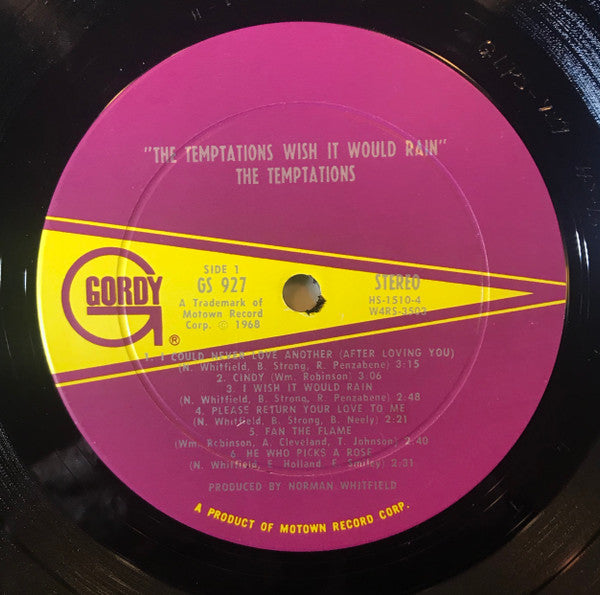 "THE TEMPTATIONS WISH IT WOULD RAIN"
THE TEMPTATIONS
GORDY
®
SIDE 1
GS 927
A Trademark of
Motown Record
Corp. © 1968
STEREO
HS-1510-4
W4RS-3503
1. I COULD NEVER LOVE ANOTHER (AFTER LOVING YOU)
(N. Whitfield, B. Strong, R. Penzabene) 3:15
2. CINDY (Wm. Robinson) 3:06
3. I WISH IT WOULD RAIN
(N. Whitfield, B. Strong, R. Penzabene) 2:48
4. PLEASE RETURN YOUR LOVE TO ME
(N. Whitfield, B. Strong, B. Neely) 2:21
5. FAN THE FLAME
(Wm. Robinson, A. Cleveland, T. Johnson) 2:40
6 HE WHO PICKS A ROSE
(N. Whitfield, E. Holland, E. Smiley) 2:31
PRODUCED BY NORMAN WHITFIELD
A PRODUCT OF MOTOWN RECORD CORP.